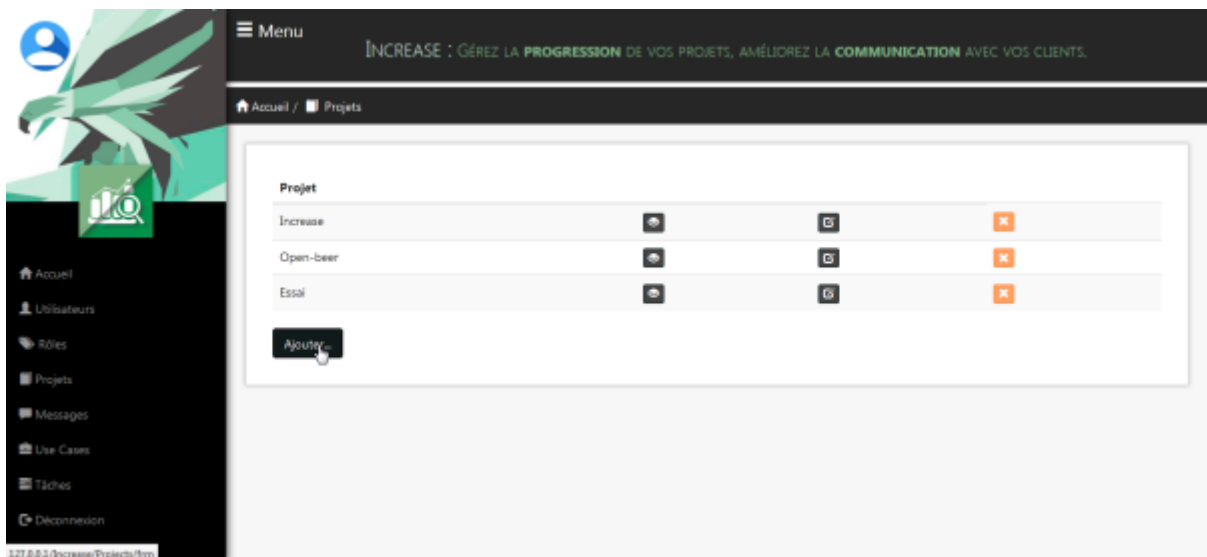 Menu
INCREASE : GÉREZ LA PROGRESSION DE VOS PROJETS, AMÉLIOREZ LA COMMUNICATION AVEC VOS CLIENTS.
Accueil / Projets
Projet
Increase
Open-beer
Essai
Ajouter...
Accueil
Utilisateurs
Rôles
Projets
Messages
Use Cases
Tâches
Déconnexion
127.0.0.1/Increase/Projects/frm